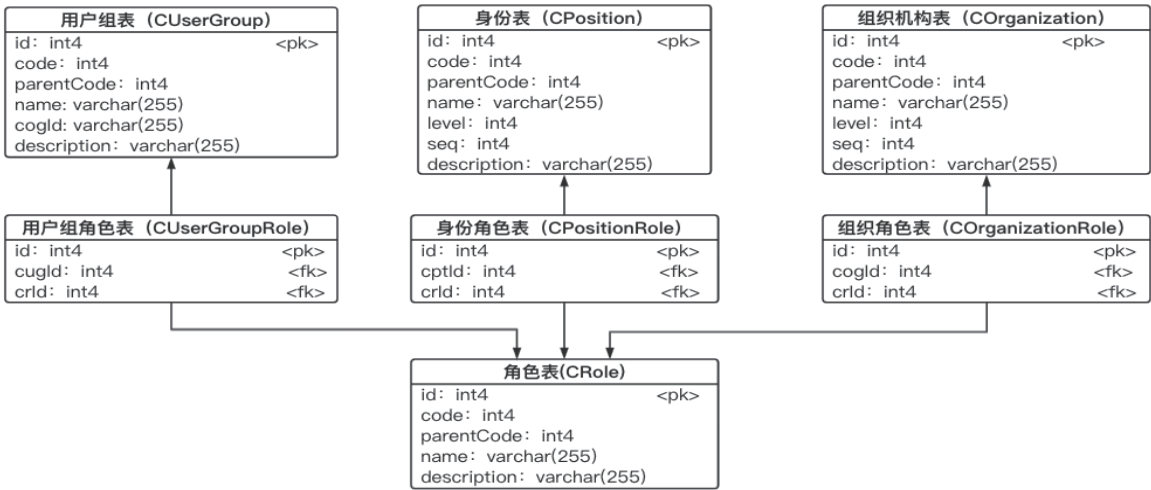 用户组表（CUserGroup)
id：int4 <pk>
code：int4
parentCode：int4
name: varchar(255)
cogId: varchar(255)
description：varchar(255)
身份表（CPosition)
id：int4 <pk>
code：int4
parentCode：int4
name：varchar(255)
level：int4
seq：int4
description：varchar(255)
组织机构表（COrganization)
id：int4 <pk>
code：int4
parentCode：int4
name：varchar(255)
level：int4
seq：int4
description：varchar(255)
用户组角色表（CUserGroupRole)
id：int4 <pk>
cugId：int4 <fk>
crId：int4 <fk>
身份角色表（CPositionRole)
id：int4 <pk>
cptId：int4 <fk>
crId：int4 <fk>
组织角色表（COrganizationRole)
id：int4 <pk>
cogId：int4 <fk>
crId：int4 <fk>
角色表(CRole)
id：int4 <pk>
code：int4
parentCode：int4
name：varchar(255)
description：varchar(255)